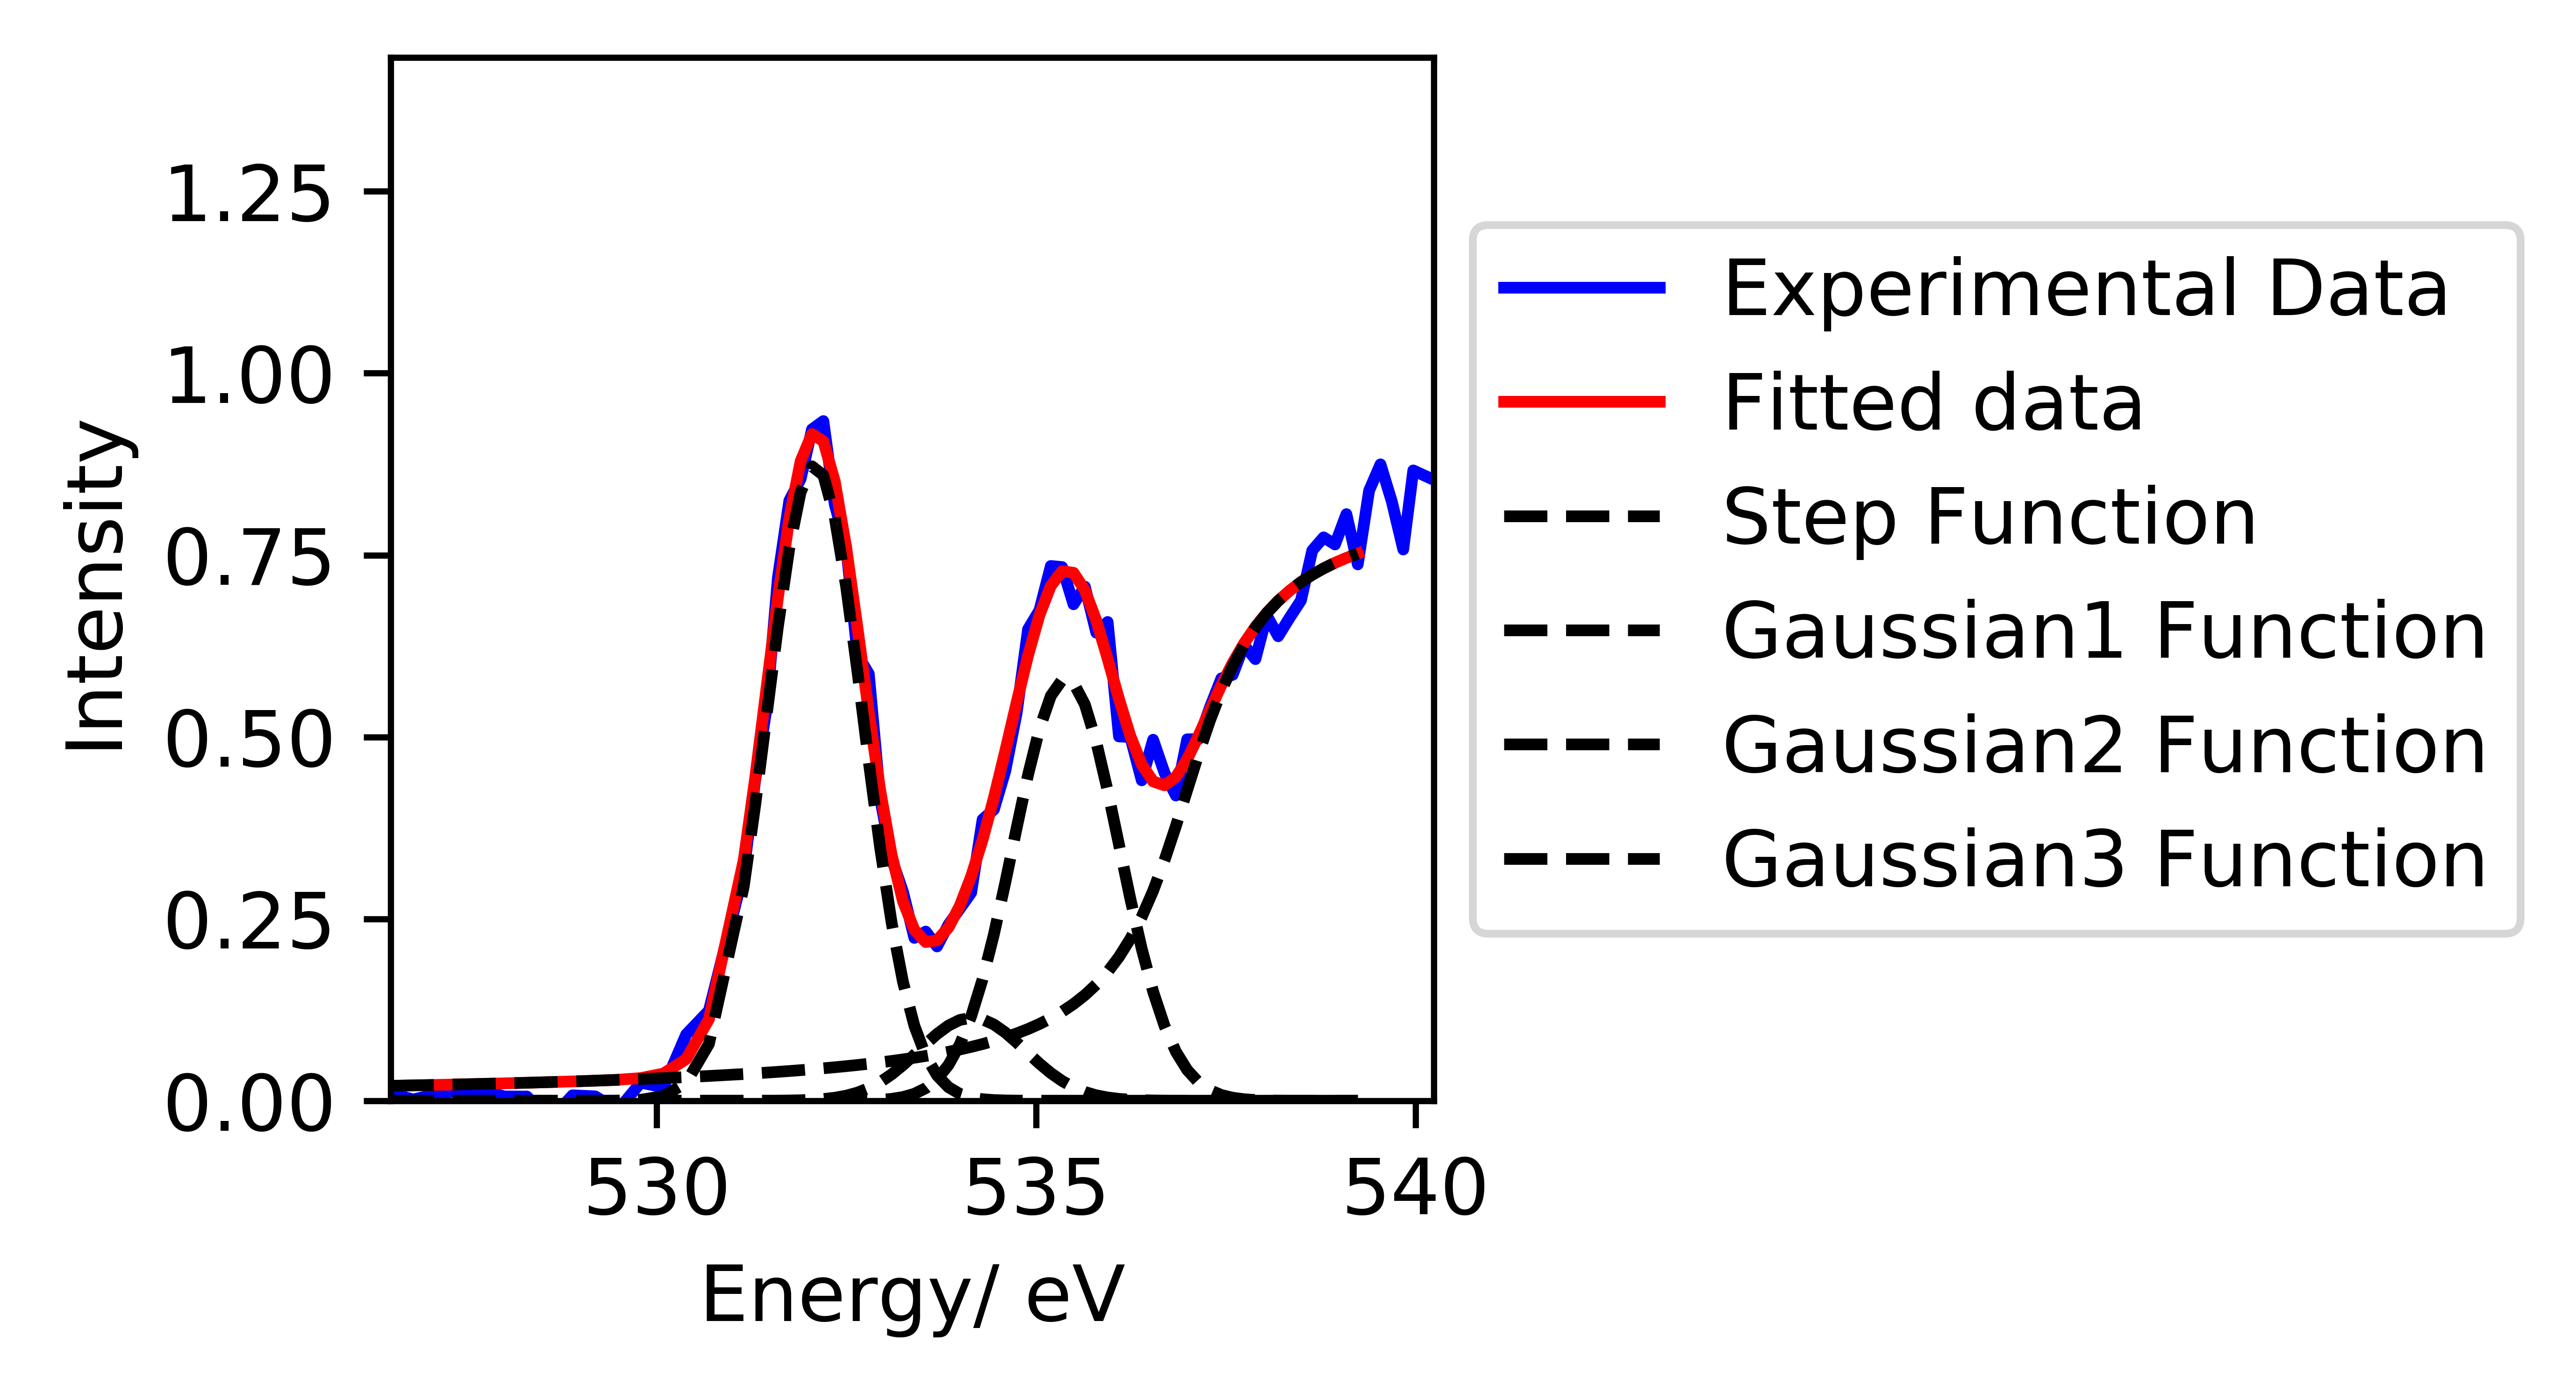 1.25
1.00
0.75
0.50
0.25
0.00
Intensity
530 535 540
Energy/ eV
Experimental Data
Fitted data
Step Function
Gaussian1 Function
Gaussian2 Function
Gaussian3 Function